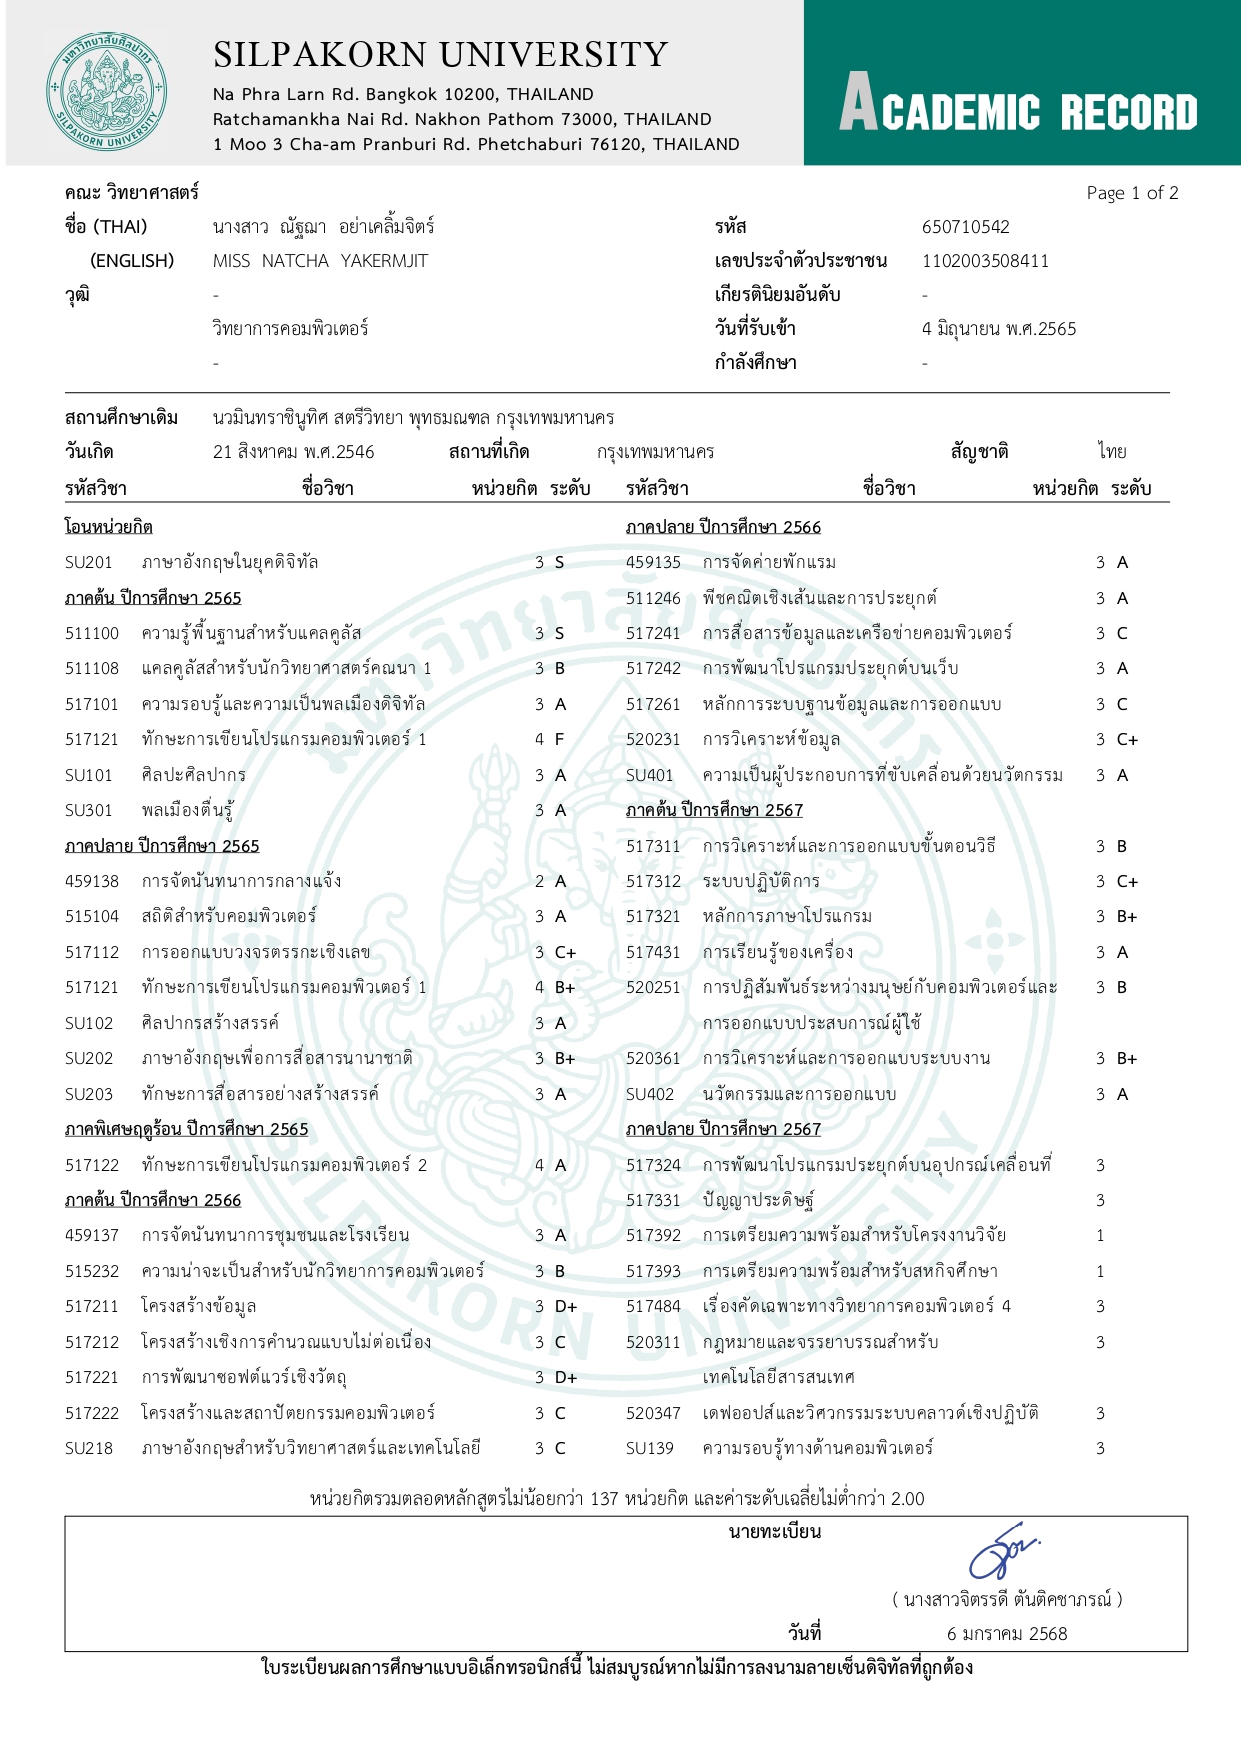 มหาวิทยาลัยศิลปากร
SILPAKORN UNIVERSITY
SILPAKORN UNIVERSITY
Na Phra Larn Rd. Bangkok 10200, THAILAND
Ratchamankha Nai Rd. Nakhon Pathom 73000, THAILAND
1 Moo 3 Cha-am Pranburi Rd. Phetchaburi 76120, THAILAND
ACADEMIC RECORD
คณะ วิทยาศาสตร์ Page 1 of 2
ชื่อ (THAI) นางสาว ณัฐฌา อย่าเคลิ้มจิตร์ รหัส 650710542
(ENGLISH) MISS NATCHA YAKERMJIT เลขประจำตัวประชาชน 1102003508411
วุฒิ - เกียรตินิยมอันดับ -
วิทยาการคอมพิวเตอร์ วันที่รับเข้า 4 มิถุนายน พ.ศ.2565
- กำลังศึกษา -
สถานศึกษาเดิม นวมินทราชินูทิศ สตรีวิทยา พุทธมณฑล กรุงเทพมหานคร
วันเกิด 21 สิงหาคม พ.ศ.2546 สถานที่เกิด กรุงเทพมหานคร สัญชาติ ไทย
รหัสวิชา ชื่อวิชา หน่วยกิต ระดับ รหัสวิชา ชื่อวิชา หน่วยกิต ระดับ
โอนหน่วยกิต
SU201 ภาษาอังกฤษในยุคดิจิทัล 3 S
ภาคต้น ปีการศึกษา 2565
511100 ความรู้พื้นฐานสำหรับแคลคูลัส 3 S
511108 แคลคูลัสสำหรับนักวิทยาศาสตร์คณนา 1 3 B
517101 ความรอบรู้และความเป็นพลเมืองดิจิทัล 3 A
517121 ทักษะการเขียนโปรแกรมคอมพิวเตอร์ 1 4 F
SU101 ศิลปะศิลปากร 3 A
SU301 พลเมืองตื่นรู้ 3 A
ภาคปลาย ปีการศึกษา 2565
459138 การจัดนันทนาการกลางแจ้ง 2 A
515104 สถิติสำหรับคอมพิวเตอร์ 3 A
517112 การออกแบบวงจรตรรกะเชิงเลข 3 C+
517121 ทักษะการเขียนโปรแกรมคอมพิวเตอร์ 1 4 B+
SU102 ศิลปากรสร้างสรรค์ 3 A
SU202 ภาษาอังกฤษเพื่อการสื่อสารนานาชาติ 3 B+
SU203 ทักษะการสื่อสารอย่างสร้างสรรค์ 3 A
ภาคพิเศษฤดูร้อน ปีการศึกษา 2565
517122 ทักษะการเขียนโปรแกรมคอมพิวเตอร์ 2 4 A
ภาคต้น ปีการศึกษา 2566
459137 การจัดนันทนาการชุมชนและโรงเรียน 3 A
515232 ความน่าจะเป็นสำหรับนักวิทยาการคอมพิวเตอร์ 3 B
517211 โครงสร้างข้อมูล 3 D+
517212 โครงสร้างเชิงการคำนวณแบบไม่ต่อเนื่อง 3 C
517221 การพัฒนาซอฟต์แวร์เชิงวัตถุ 3 D+
517222 โครงสร้างและสถาปัตยกรรมคอมพิวเตอร์ 3 C
SU218 ภาษาอังกฤษสำหรับวิทยาศาสตร์และเทคโนโลยี 3 C
ภาคปลาย ปีการศึกษา 2566
459135 การจัดค่ายพักแรม 3 A
511246 พีชคณิตเชิงเส้นและการประยุกต์ 3 A
517241 การสื่อสารข้อมูลและเครือข่ายคอมพิวเตอร์ 3 C
517242 การพัฒนาโปรแกรมประยุกต์บนเว็บ 3 A
517261 หลักการระบบฐานข้อมูลและการออกแบบ 3 C
520231 การวิเคราะห์ข้อมูล 3 C+
SU401 ความเป็นผู้ประกอบการที่ขับเคลื่อนด้วยนวัตกรรม 3 A
ภาคต้น ปีการศึกษา 2567
517311 การวิเคราะห์และการออกแบบขั้นตอนวิธี 3 B
517312 ระบบปฏิบัติการ 3 C+
517321 หลักการภาษาโปรแกรม 3 B+
517431 การเรียนรู้ของเครื่อง 3 A
520251 การปฏิสัมพันธ์ระหว่างมนุษย์กับคอมพิวเตอร์และ 3 B
การออกแบบประสบการณ์ผู้ใช้
520361 การวิเคราะห์และการออกแบบระบบงาน 3 B+
SU402 นวัตกรรมและการออกแบบ 3 A
ภาคปลาย ปีการศึกษา 2567
517324 การพัฒนาโปรแกรมประยุกต์บนอุปกรณ์เคลื่อนที่ 3
517331 ปัญญาประดิษฐ์ 3
517392 การเตรียมความพร้อมสำหรับโครงงานวิจัย 1
517393 การเตรียมความพร้อมสำหรับสหกิจศึกษา 1
517484 เรื่องคัดเฉพาะทางวิทยาการคอมพิวเตอร์ 4 3
520311 กฎหมายและจรรยาบรรณสำหรับ 3
เทคโนโลยีสารสนเทศ
520347 เดฟออปส์และวิศวกรรมระบบคลาวด์เชิงปฏิบัติ 3
SU139 ความรอบรู้ทางด้านคอมพิวเตอร์ 3
มหาวิทยาลัยศิลปากร
SILPAKORN UNIVERSITY
หน่วยกิตรวมตลอดหลักสูตรไม่น้อยกว่า 137 หน่วยกิต และค่าระดับเฉลี่ยไม่ต่ำกว่า 2.00
นายทะเบียน
( นางสาวจิตรรดี ตันติคชาภรณ์ )
วันที่ 6 มกราคม 2568
ใบระเบียนผลการศึกษาแบบอิเล็กทรอนิกส์นี้ ไม่สมบูรณ์หากไม่มีการลงนามลายเซ็นดิจิทัลที่ถูกต้อง